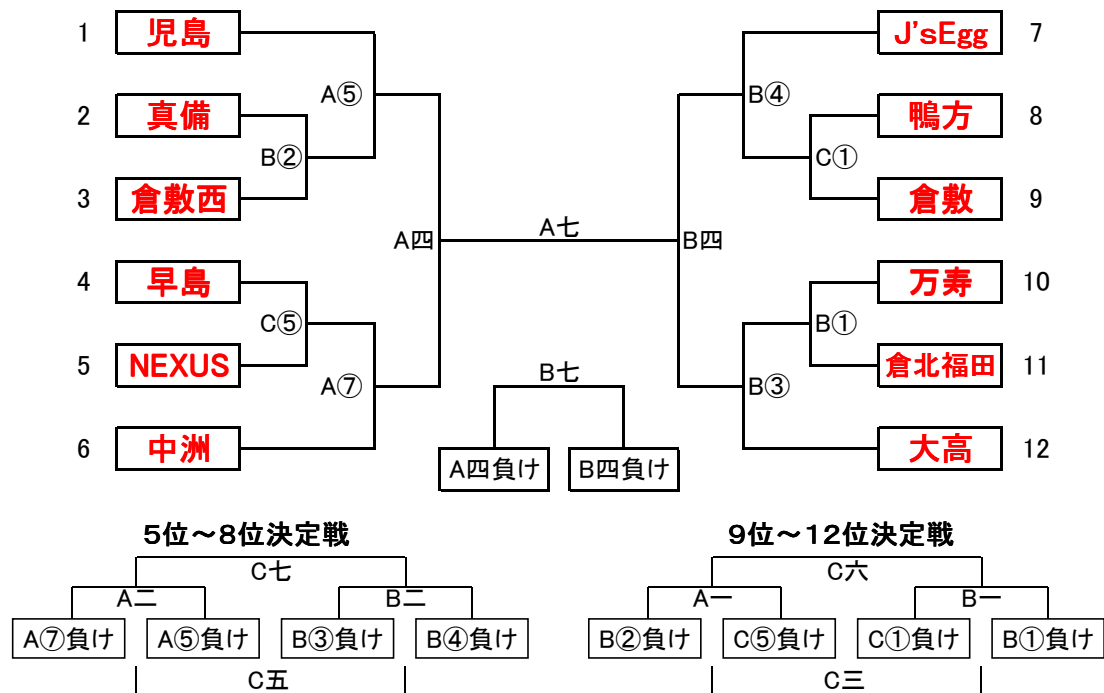 1 児島 J'sEgg 7
A⑤ B④
2 真備 鴨方 8
B② C①
3 倉敷西 倉敷 9
A四 A七 B四
4 早島 万寿 10
C⑤ B①
5 NEXUS 倉北福田 11
A⑦ B七 B③
6 中洲 大高 12
A四負け B四負け
5位～8位決定戦 9位～12位決定戦
C七 C六
A二 B二 A一 B一
A⑦負け A⑤負け B③負け B④負け B②負け C⑤負け C①負け B①負け
C五 C三